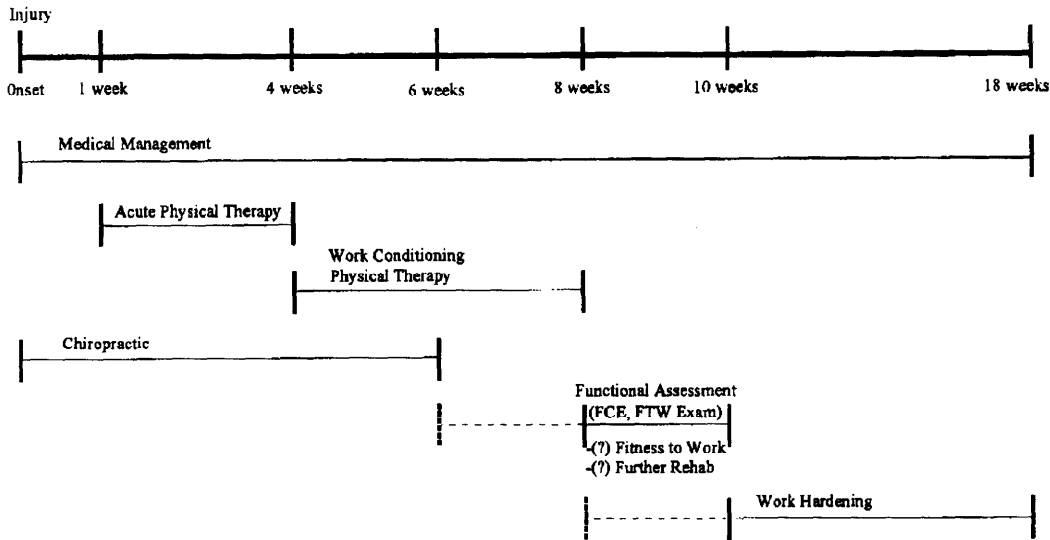 Injury
Onset 1 week 4 weeks 6 weeks 8 weeks 10 weeks 18 weeks
Medical Management
Acute Physical Therapy
Work Conditioning
Physical Therapy
Chiropractic
Functional Assessment
(FCE, FTW Exam)
-(?) Fitness to Work
-(?) Further Rehab
Work Hardening